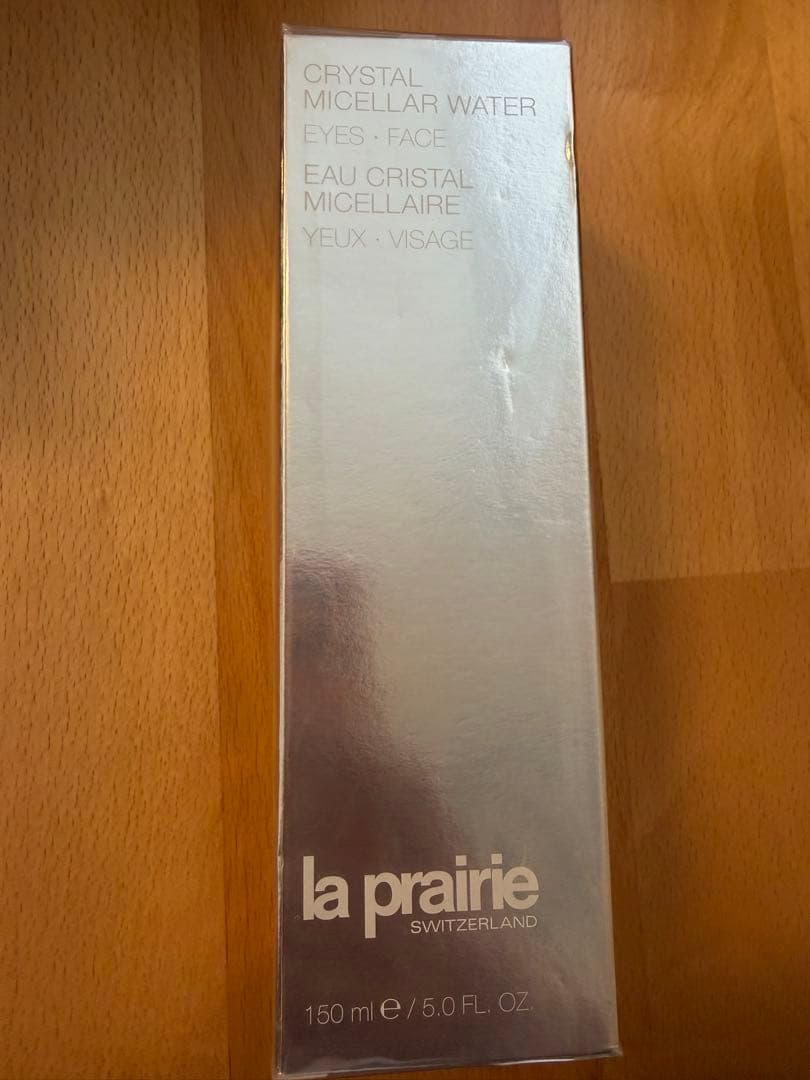 CRYSTAL
MICELLAR WATER
EYES · FACE
EAU CRISTAL
MICELLAIRE
YEUX · VISAGE
la prairie
SWITZERLAND
150 ml ℮ / 5.0 FL. OZ.